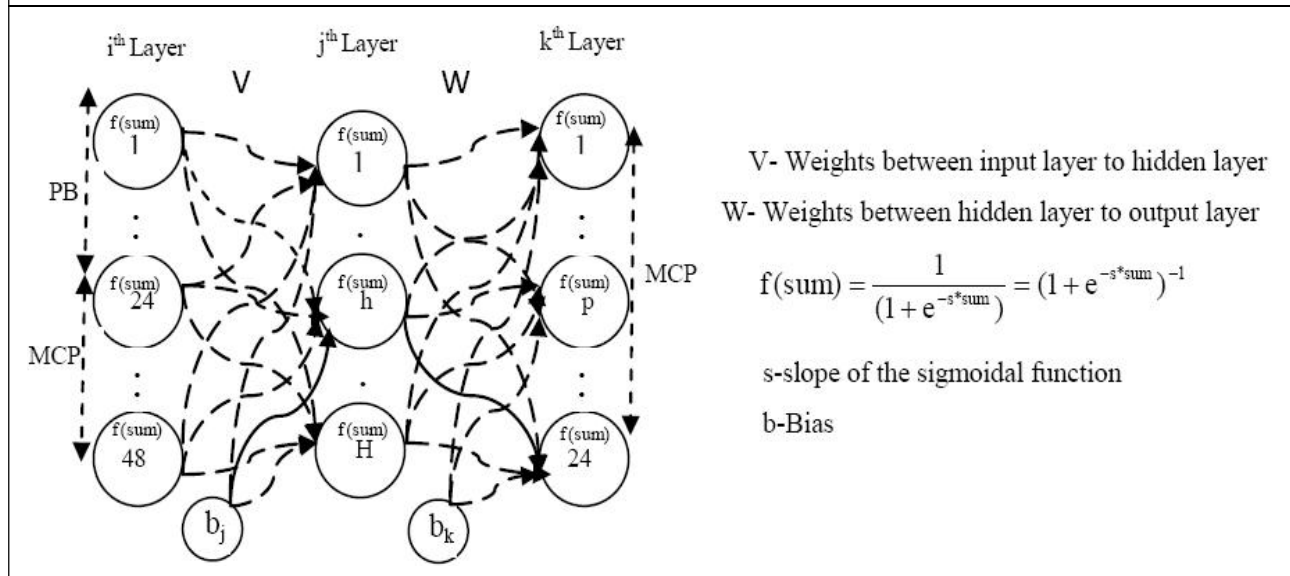 iᵗʰ Layer
jᵗʰ Layer
kᵗʰ Layer
V
W
f(sum)
1
f(sum)
1
f(sum)
1
PB
f(sum)
24
f(sum)
h
f(sum)
p
MCP
MCP
f(sum)
48
f(sum)
H
f(sum)
24
bⱼ
bₖ
V- Weights between input layer to hidden layer
W- Weights between hidden layer to output layer
f(sum) = 1 / (1 + e^{-s*sum}) = (1 + e^{-s*sum})^{-1}
s-slope of the sigmoidal function
b-Bias